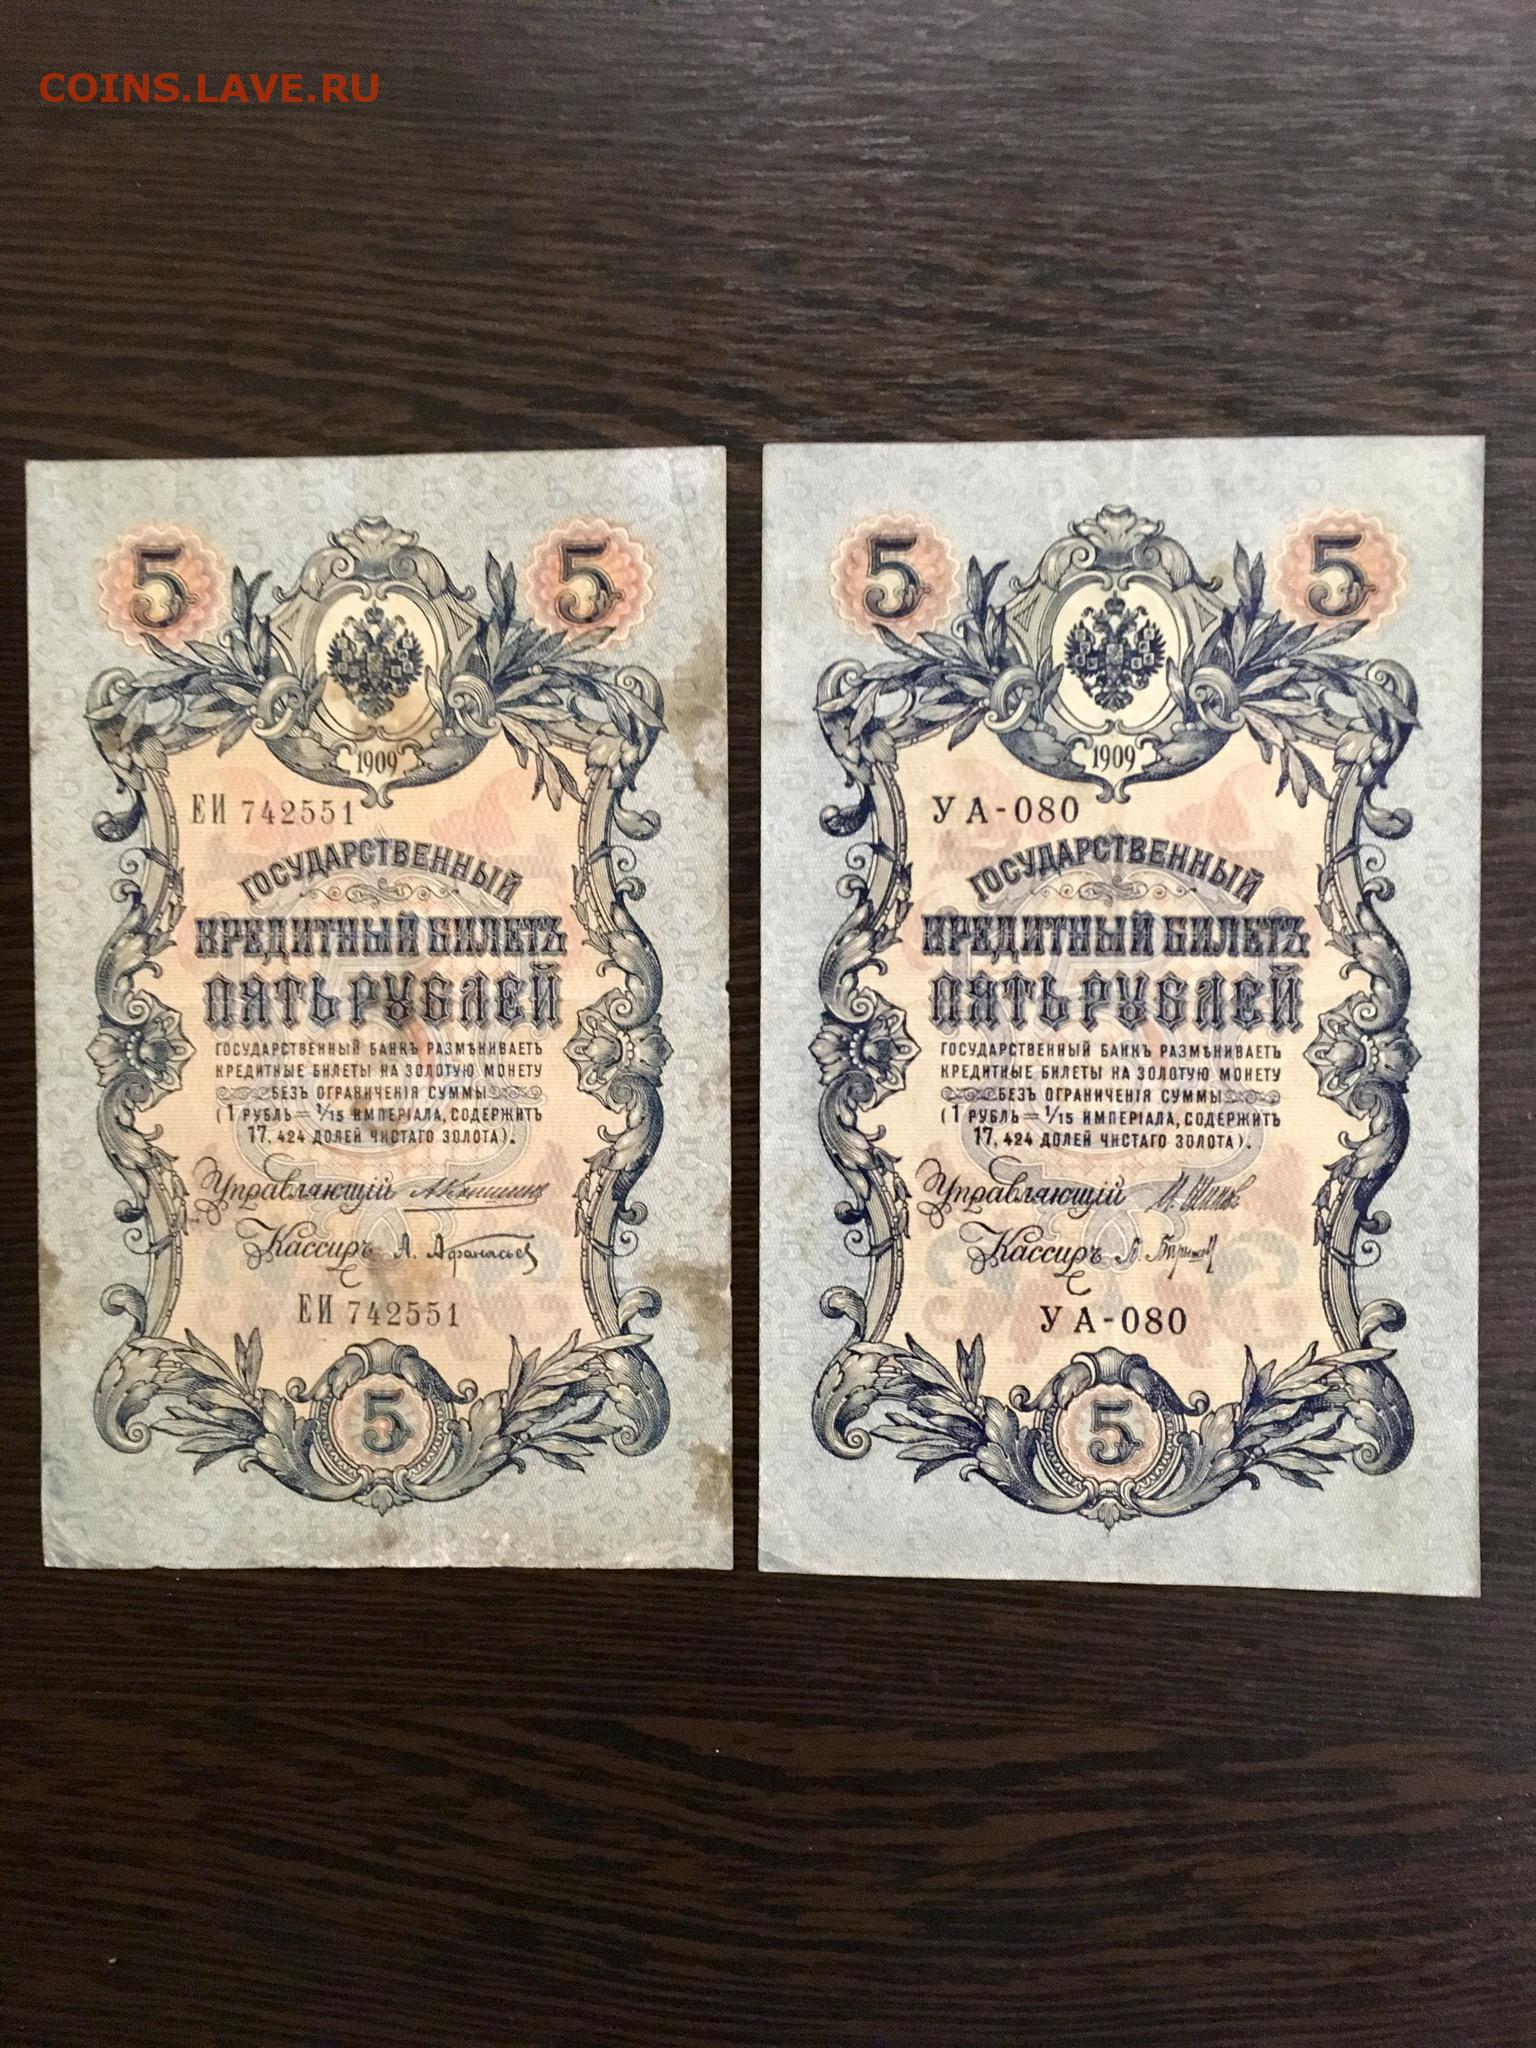 COINS.LAVE.RU
5 5
1909
ЕИ 742551
ГОСУДАРСТВЕННЫЙ
КРЕДИТНЫЙ БИЛЕТЪ
ПЯТЬ РУБЛЕЙ
ГОСУДАРСТВЕННЫЙ БАНКЪ РАЗМѢНИВАЕТЪ
КРЕДИТНЫЕ БИЛЕТЫ НА ЗОЛОТУЮ МОНЕТУ
БЕЗЪ ОГРАНИЧЕНІЯ СУММЫ
(1 РУБЛЬ = 1/15 ИМПЕРІАЛА, СОДЕРЖИТЪ
17,424 ДОЛЕЙ ЧИСТАГО ЗОЛОТА).
Управляющій
Кассиръ А. Афанасьев
ЕИ 742551
5
5 5
1909
УА-080
ГОСУДАРСТВЕННЫЙ
КРЕДИТНЫЙ БИЛЕТЪ
ПЯТЬ РУБЛЕЙ
ГОСУДАРСТВЕННЫЙ БАНКЪ РАЗМѢНИВАЕТЪ
КРЕДИТНЫЕ БИЛЕТЫ НА ЗОЛОТУЮ МОНЕТУ
БЕЗЪ ОГРАНИЧЕНІЯ СУММЫ
(1 РУБЛЬ = 1/15 ИМПЕРІАЛА, СОДЕРЖИТЪ
17,424 ДОЛЕЙ ЧИСТАГО ЗОЛОТА).
Управляющій
Кассиръ
УА-080
5